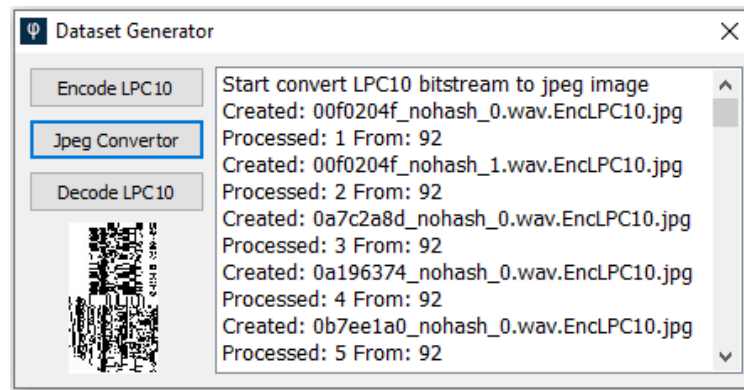 φ Dataset Generator
Encode LPC10
Jpeg Convertor
Decode LPC10
Start convert LPC10 bitstream to jpeg image
Created: 00f0204f_nohash_0.wav.EncLPC10.jpg
Processed: 1 From: 92
Created: 00f0204f_nohash_1.wav.EncLPC10.jpg
Processed: 2 From: 92
Created: 0a7c2a8d_nohash_0.wav.EncLPC10.jpg
Processed: 3 From: 92
Created: 0a196374_nohash_0.wav.EncLPC10.jpg
Processed: 4 From: 92
Created: 0b7ee1a0_nohash_0.wav.EncLPC10.jpg
Processed: 5 From: 92